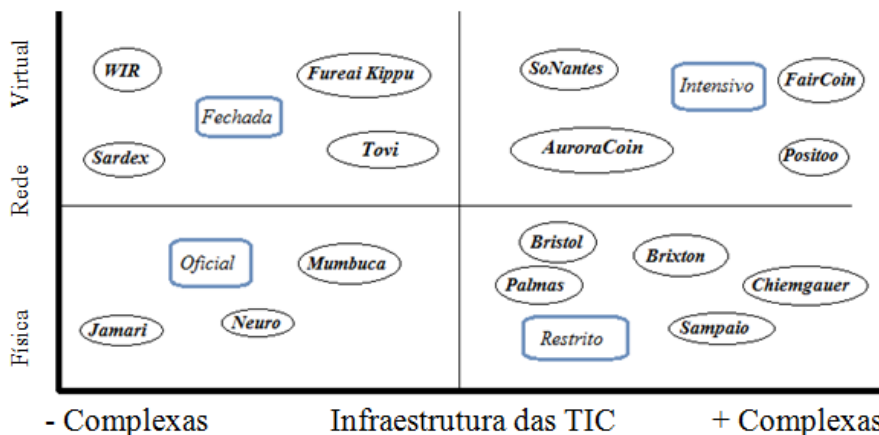 Virtual
Rede
Física
WIR
Fureai Kippu
Fechada
Sardex
Tovi
SoNantes
Intensivo
FairCoin
AuroraCoin
Positoo
Oficial
Mumbuca
Jamari
Neuro
Bristol
Brixton
Palmas
Chiemgauer
Restrito
Sampaio
- Complexas Infraestrutura das TIC + Complexas